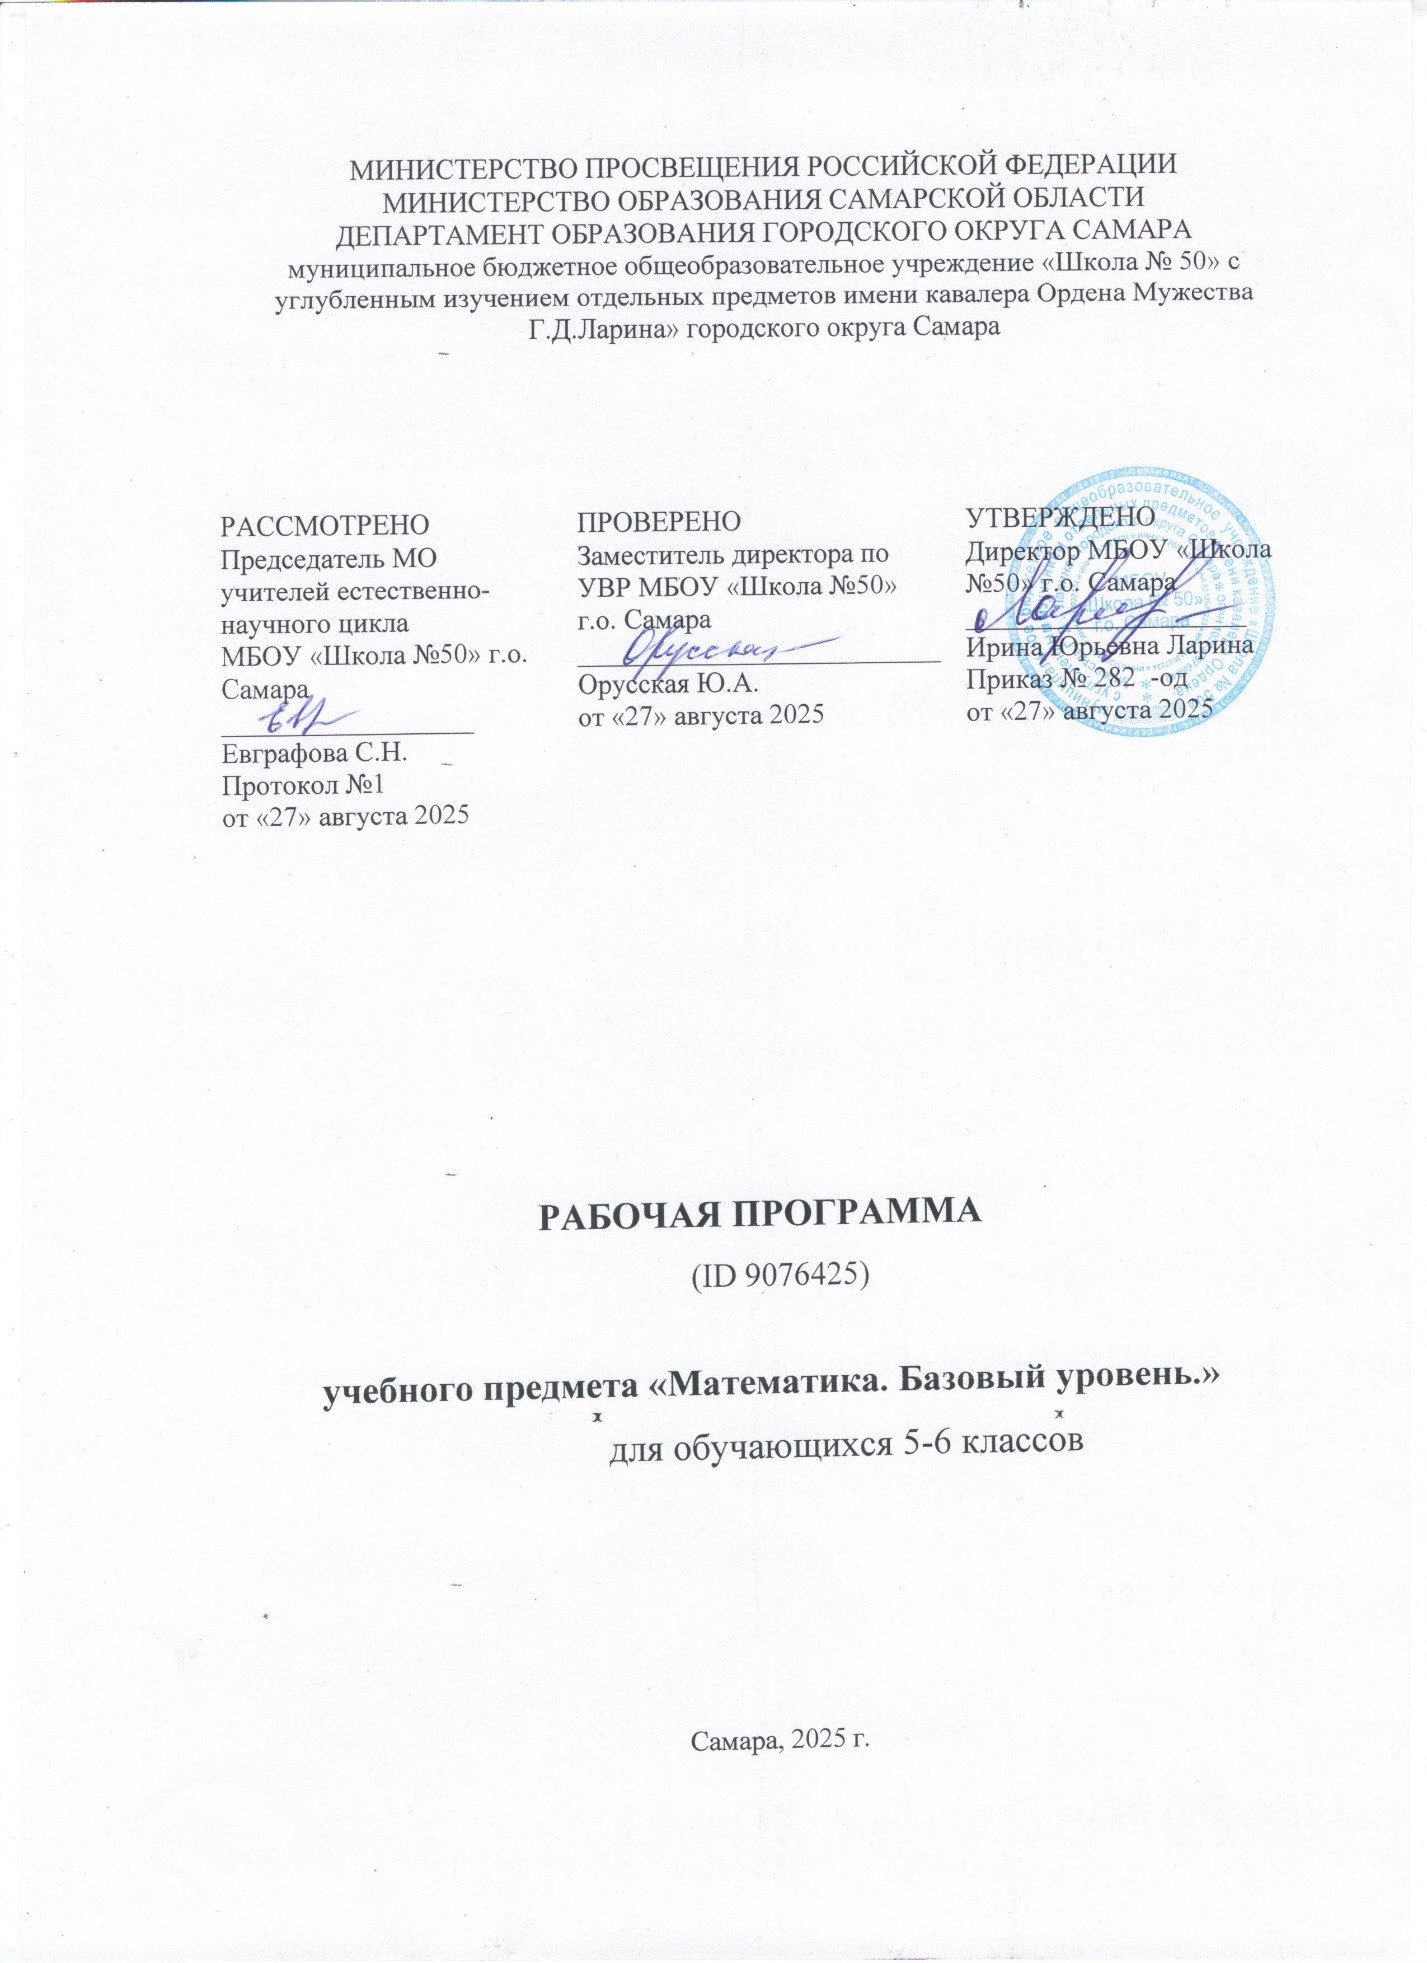 МИНИСТЕРСТВО ПРОСВЕЩЕНИЯ РОССИЙСКОЙ ФЕДЕРАЦИИ
МИНИСТЕРСТВО ОБРАЗОВАНИЯ САМАРСКОЙ ОБЛАСТИ
ДЕПАРТАМЕНТ ОБРАЗОВАНИЯ ГОРОДСКОГО ОКРУГА САМАРА
муниципальное бюджетное общеобразовательное учреждение «Школа № 50» с
углубленным изучением отдельных предметов имени кавалера Ордена Мужества
Г.Д.Ларина» городского округа Самара
РАССМОТРЕНО
Председатель МО
учителей естественно-
научного цикла
МБОУ «Школа №50» г.о.
Самара
Евграфова С.Н.
Протокол №1
от «27» августа 2025
ПРОВЕРЕНО
Заместитель директора по
УВР МБОУ «Школа №50»
г.о. Самара
Орусская Ю.А.
от «27» августа 2025
УТВЕРЖДЕНО
Директор МБОУ «Школа
№50» г.о. Самара
Ирина Юрьевна Ларина
Приказ № 282 -од
от «27» августа 2025
«Школа № 50»
г.о. Самара
РАБОЧАЯ ПРОГРАММА
(ID 9076425)
учебного предмета «Математика. Базовый уровень.»
для обучающихся 5-6 классов
Самара, 2025 г.